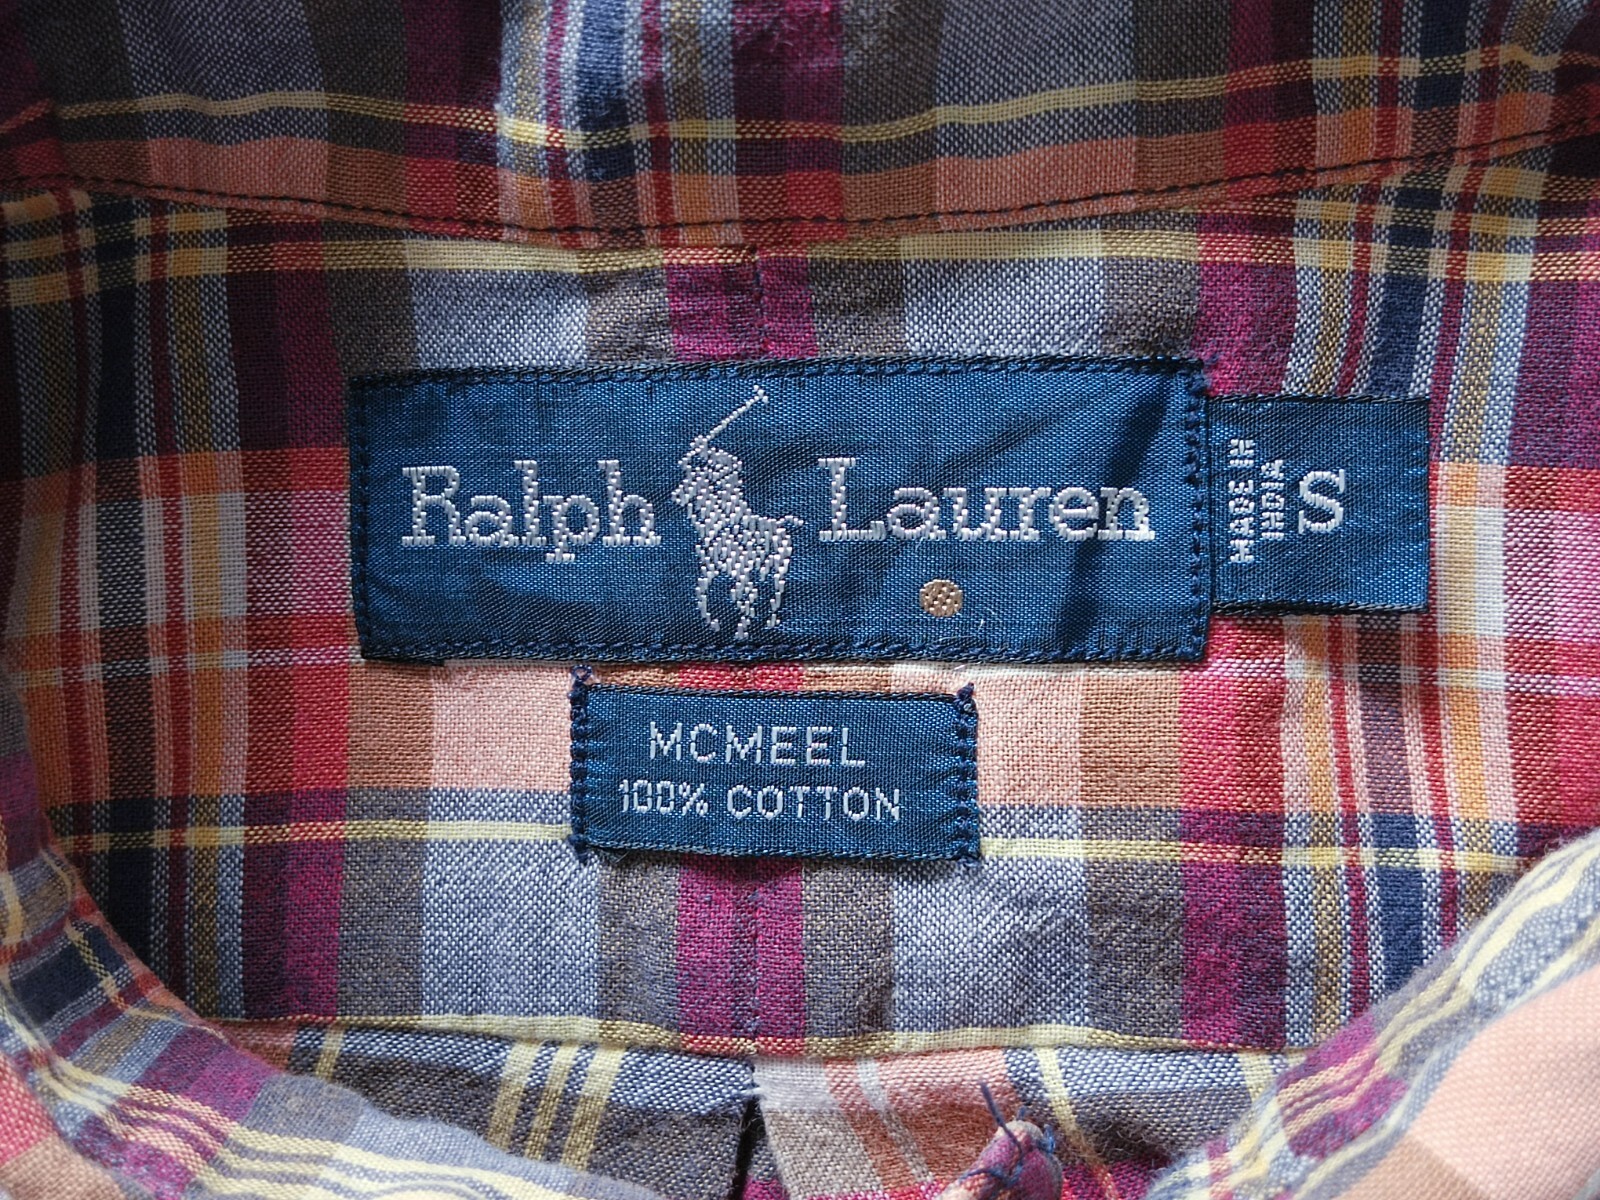 Ralph Lauren
MADE IN
INDIA
S
MCMEEL
100% COTTON